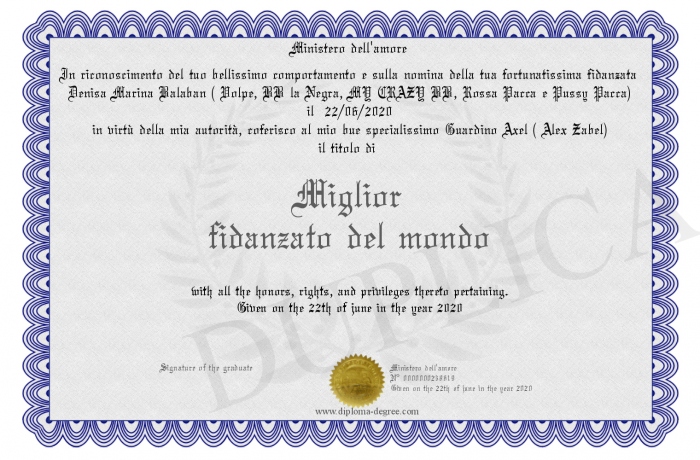 Ministero dell'amore
In riconoscimento del tuo bellissimo comportamento e sulla nomina della tua fortunatissima fidanzata
Denisa Marina Balaban ( Volpe, BB la Negra, MY CRAZY BB, Rossa Pacca e Pussy Pacca)
il 22/06/2020
in virtù della mia autorità, coferisco al mio bue specialissimo Guardino Axel ( Alex Zabel)
il titolo di
Miglior
fidanzato del mondo
with all the honors, rights, and privileges thereto pertaining.
Given on the 22th of june in the year 2020
DUPLICA
Signature of the graduate
Ministero dell'amore
Given on the 22th of june in the year 2020
www.diploma-degree.com